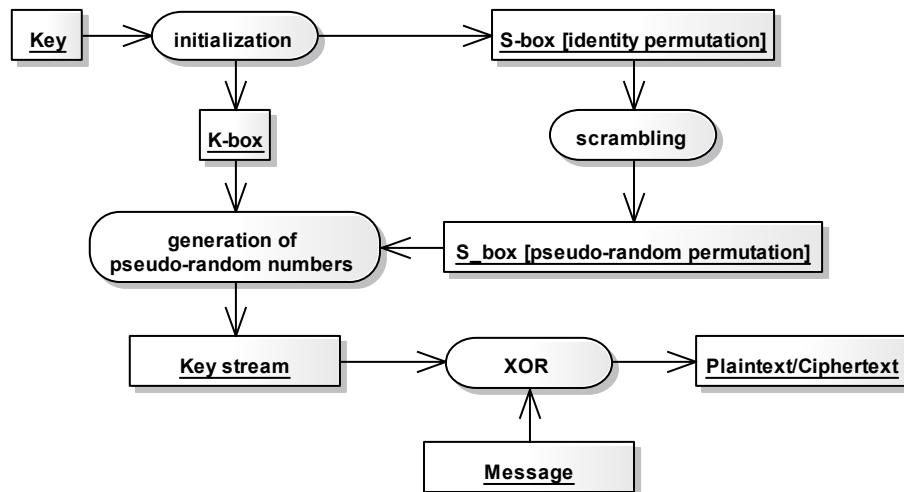 Key
initialization
S-box [identity permutation]
K-box
scrambling
generation of
pseudo-random numbers
S_box [pseudo-random permutation]
Key stream
XOR
Plaintext/Ciphertext
Message